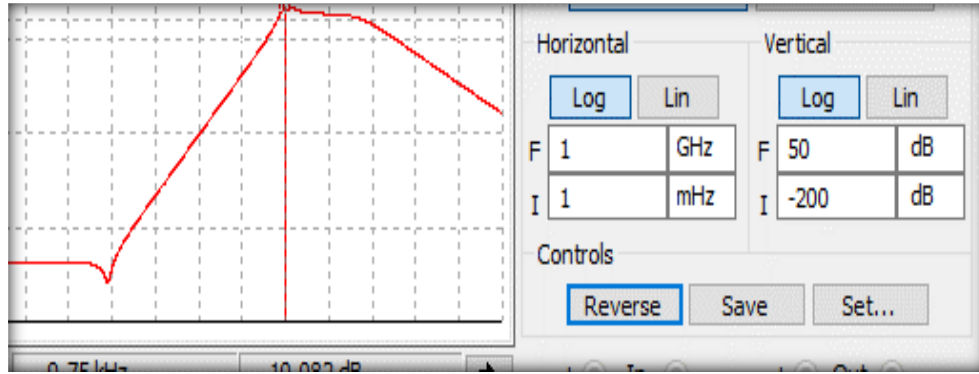 Horizontal Vertical
Log Lin Log Lin
F 1 GHz F 50 dB
I 1 mHz I -200 dB
Controls
Reverse Save Set...